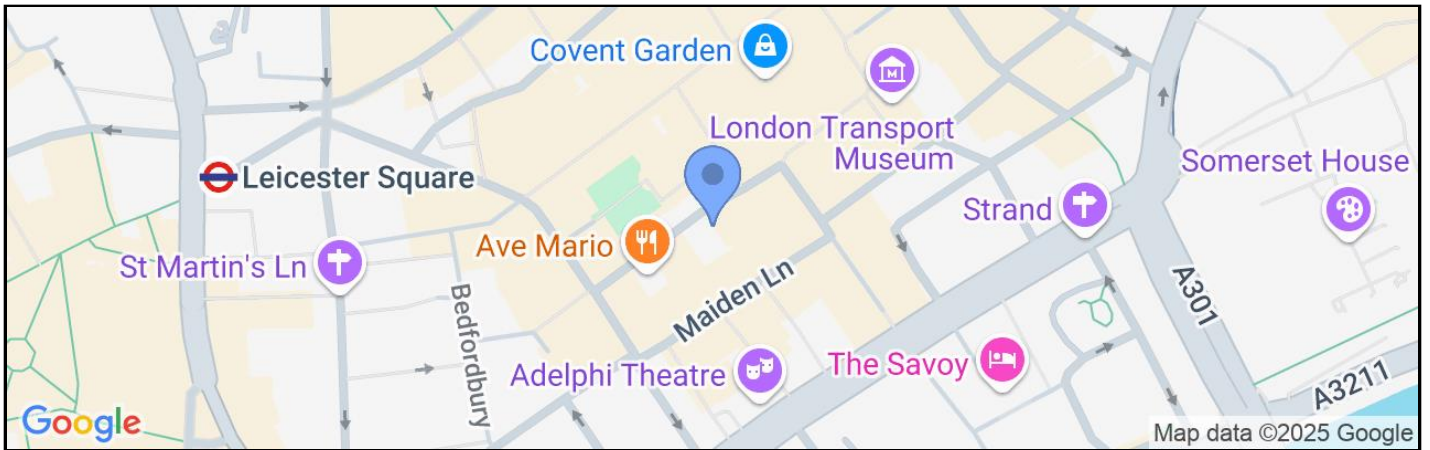 Covent Garden
London Transport
Museum
Somerset House
Leicester Square
Strand
Ave Mario
St Martin's Ln
Maiden Ln
A301
Bedfordbury
Adelphi Theatre
The Savoy
A3211
Google
Map data ©2025 Google